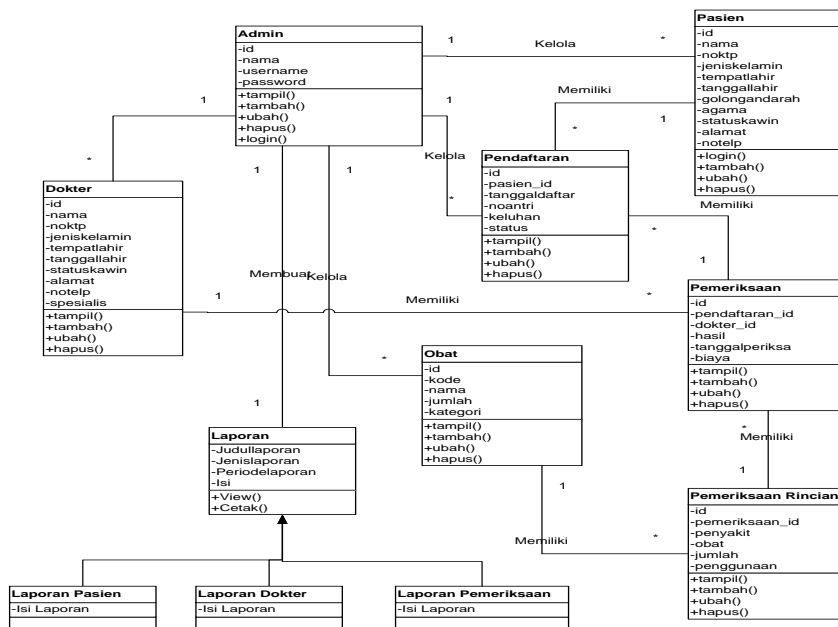 Admin
-id
-nama
-username
-password
+tampil()
+tambah()
+ubah()
+hapus()
+login()
1
Kelola
*
Pasien
-id
-nama
-noktp
-jeniskelamin
-tempatlahir
-tanggallahir
-golongandarah
-agama
-statuskawin
-alamat
-notelp
+login()
+tambah()
+ubah()
+hapus()
1
1
Memiliki
*
1
Kelola
*
Pendaftaran
-id
-pasien_id
-tanggaldaftar
-noantri
-keluhan
-status
+tampil()
+tambah()
+ubah()
+hapus()
*
Dokter
-id
-nama
-noktp
-jeniskelamin
-tempatlahir
-tanggallahir
-statuskawin
-alamat
-notelp
-spesialis
+tampil()
+tambah()
+ubah()
+hapus()
1
1
Membuat
Kelola
Memiliki
*
1
1
Memiliki
*
Pemeriksaan
-id
-pendaftaran_id
-dokter_id
-hasil
-tanggalperiksa
-biaya
+tampil()
+tambah()
+ubah()
+hapus()
*
Obat
-id
-kode
-nama
-jumlah
-kategori
+tampil()
+tambah()
+ubah()
+hapus()
1
Laporan
-Judullaporan
-Jenislaporan
-Periodelaporan
-Isi
+View()
+Cetak()
*
Memiliki
1
1
Memiliki
*
Pemeriksaan Rincian
-id
-pemeriksaan_id
-penyakit
-obat
-jumlah
-penggunaan
+tampil()
+tambah()
+ubah()
+hapus()
Laporan Pasien
-Isi Laporan
Laporan Dokter
-Isi Laporan
Laporan Pemeriksaan
-Isi Laporan